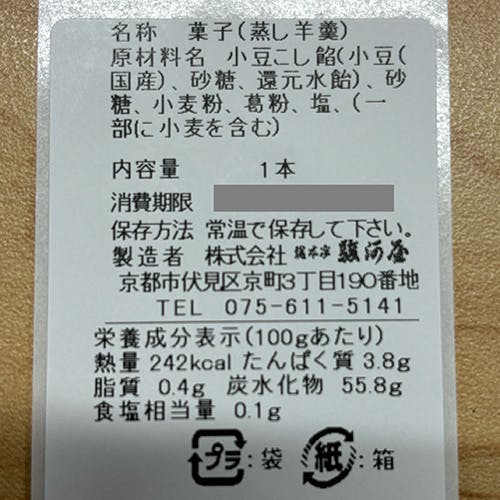 名称　菓子(蒸し羊羹)
原材料名　小豆こし餡(小豆(
国産)、砂糖、還元水飴)、砂
糖、小麦粉、葛粉、塩、(一
部に小麦を含む)
内容量　1本
消費期限
保存方法　常温で保存して下さい。
製造者　株式会社 総本家 駿河屋
京都市伏見区京町3丁目190番地
TEL　075-611-5141
栄養成分表示(100gあたり)
熱量 242kcal たんぱく質 3.8g
脂質　0.4g　炭水化物　55.8g
食塩相当量　0.1g
プラ:袋　紙:箱